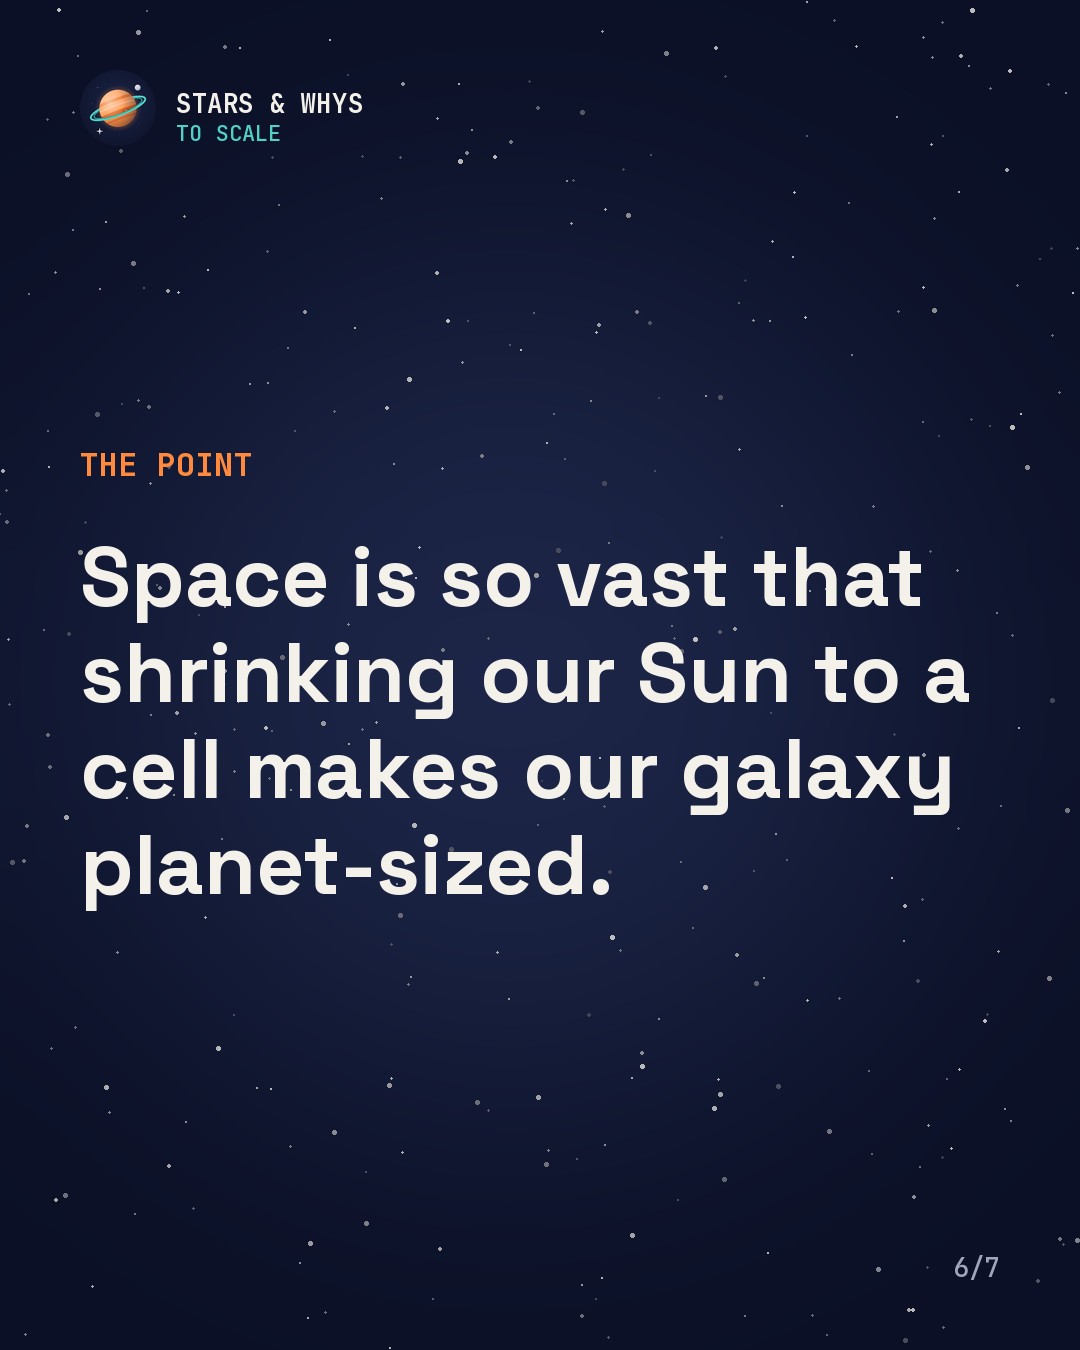 STARS & WHYS
TO SCALE
THE POINT
Space is so vast that
shrinking our Sun to a
cell makes our galaxy
planet-sized.
6/7